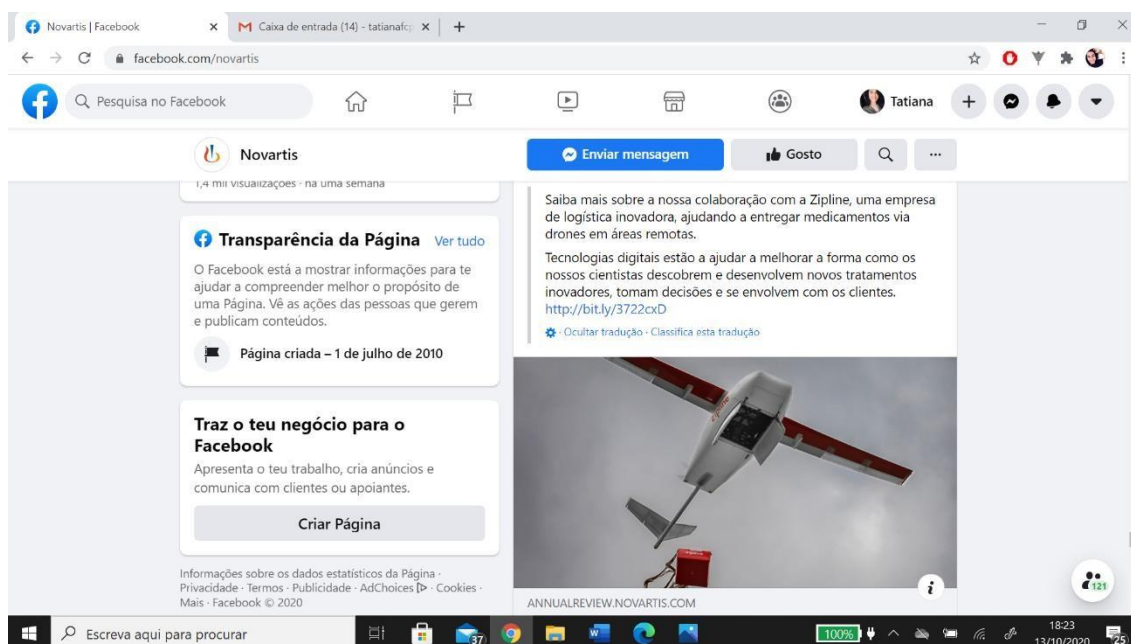 Novartis | Facebook
Caixa de entrada (14) - tatianafcp
facebook.com/novartis
Pesquisa no Facebook
Tatiana
Novartis
Enviar mensagem
Gosto
1,4 mil visualizações · há uma semana
Transparência da Página Ver tudo
O Facebook está a mostrar informações para te
ajudar a compreender melhor o propósito de
uma Página. Vê as ações das pessoas que gerem
e publicam conteúdos.
Página criada – 1 de julho de 2010
Traz o teu negócio para o
Facebook
Apresenta o teu trabalho, cria anúncios e
comunica com clientes ou apoiantes.
Criar Página
Informações sobre os dados estatísticos da Página ·
Privacidade · Termos · Publicidade · AdChoices · Cookies ·
Mais · Facebook © 2020
Saiba mais sobre a nossa colaboração com a Zipline, uma empresa
de logística inovadora, ajudando a entregar medicamentos via
drones em áreas remotas.
Tecnologias digitais estão a ajudar a melhorar a forma como os
nossos cientistas descobrem e desenvolvem novos tratamentos
inovadores, tomam decisões e se envolvem com os clientes.
http://bit.ly/3722cxD
· Ocultar tradução · Classifica esta tradução
zipline
ANNUALREVIEW.NOVARTIS.COM
121
Escreva aqui para procurar
37
100%
18:23
13/10/2020
25